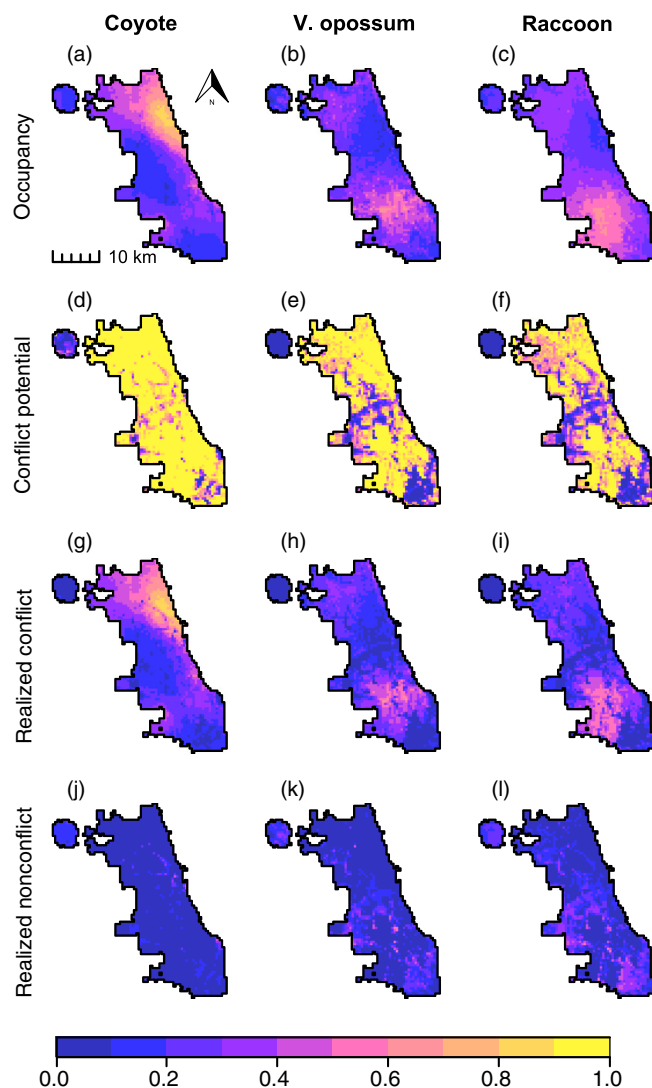 Coyote V. opossum Raccoon
(a) (b) (c)
N
Occupancy
10 km
(d) (e) (f)
Conflict potential
(g) (h) (i)
Realized conflict
(j) (k) (l)
Realized nonconflict
0.0 0.2 0.4 0.6 0.8 1.0